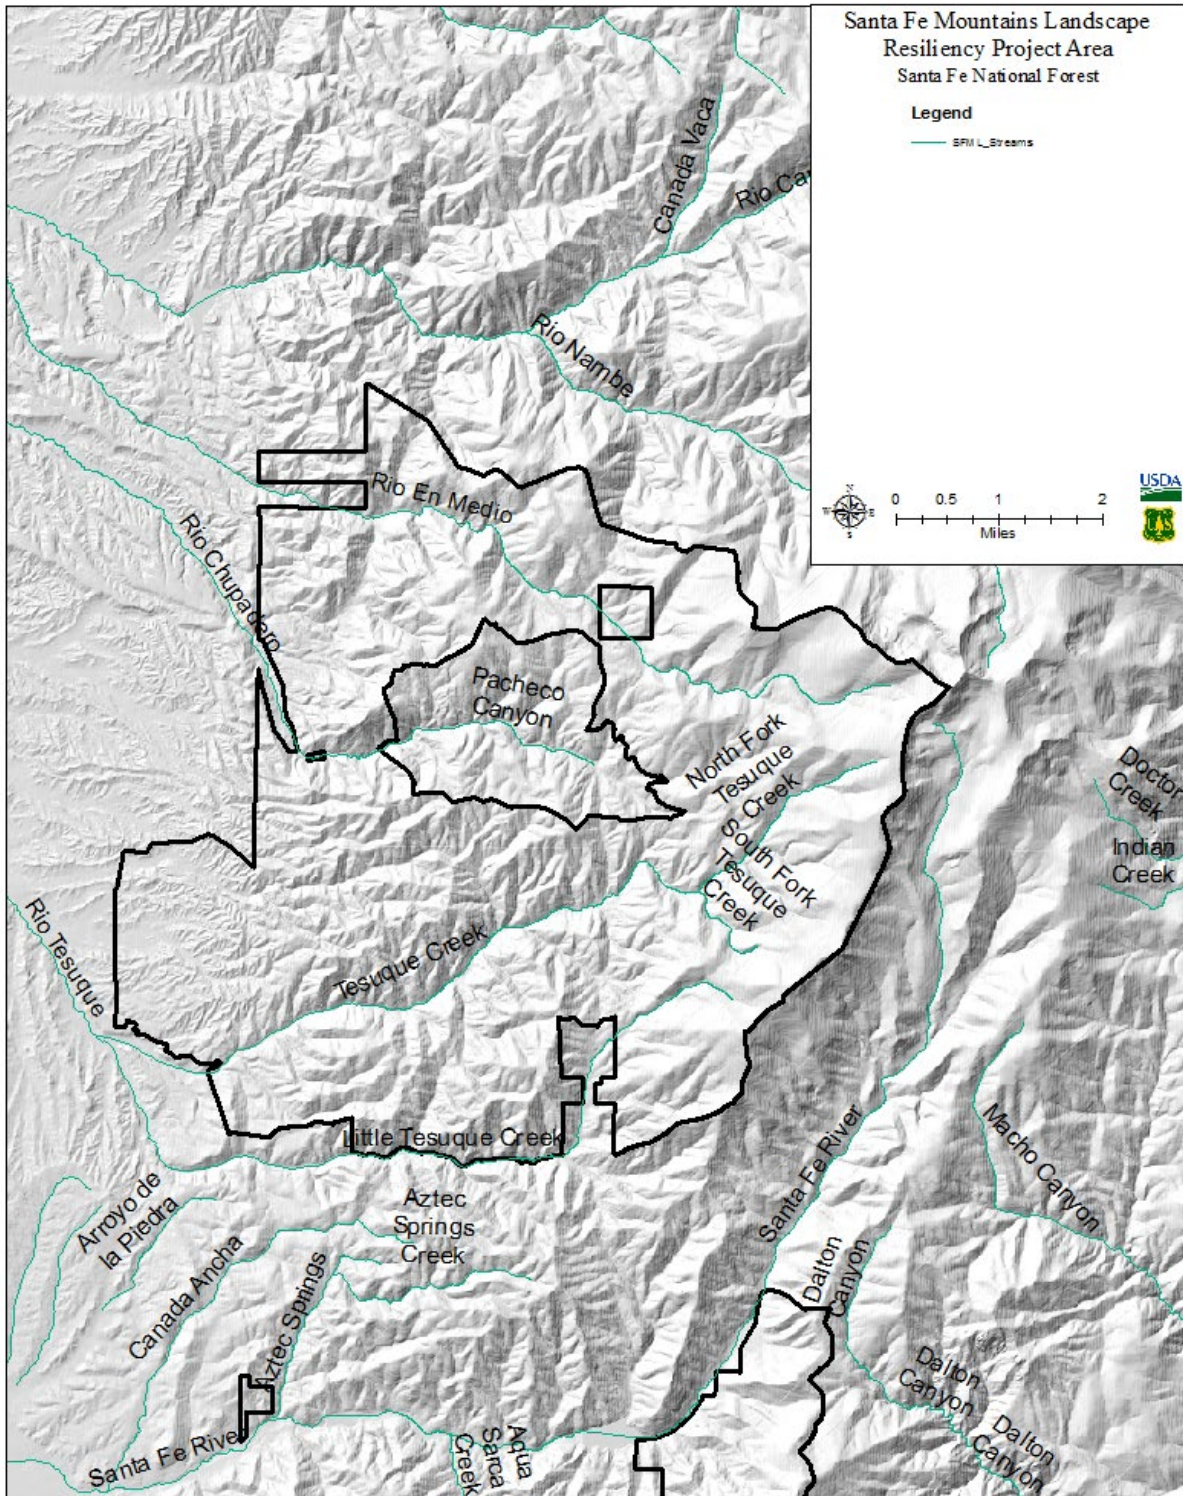 Santa Fe Mountains Landscape
Resiliency Project Area
Santa Fe National Forest
Legend
SFML_Streams
N
W
E
S
0
0.5
1
2
Miles
USDA
Canada Vaca
Rio Ca
Rio Nambe
Rio En Medio
Rio Chupadero
Pacheco
Canyon
North Fork
Tesuque
Creek
S
South Fork
Tesuque
Creek
Doctor
Creek
Indian
Creek
Rio Tesuque
Tesuque Creek
Little Tesuque Creek
Santa Fe River
Macho Canyon
Arroyo de
la Piedra
Aztec
Springs
Creek
Canada Ancha
Aztec Springs
Dalton
Canyon
Dalton
Canyon
Dalton
Canyon
Santa Fe River
Aqua
Sarca
Creek